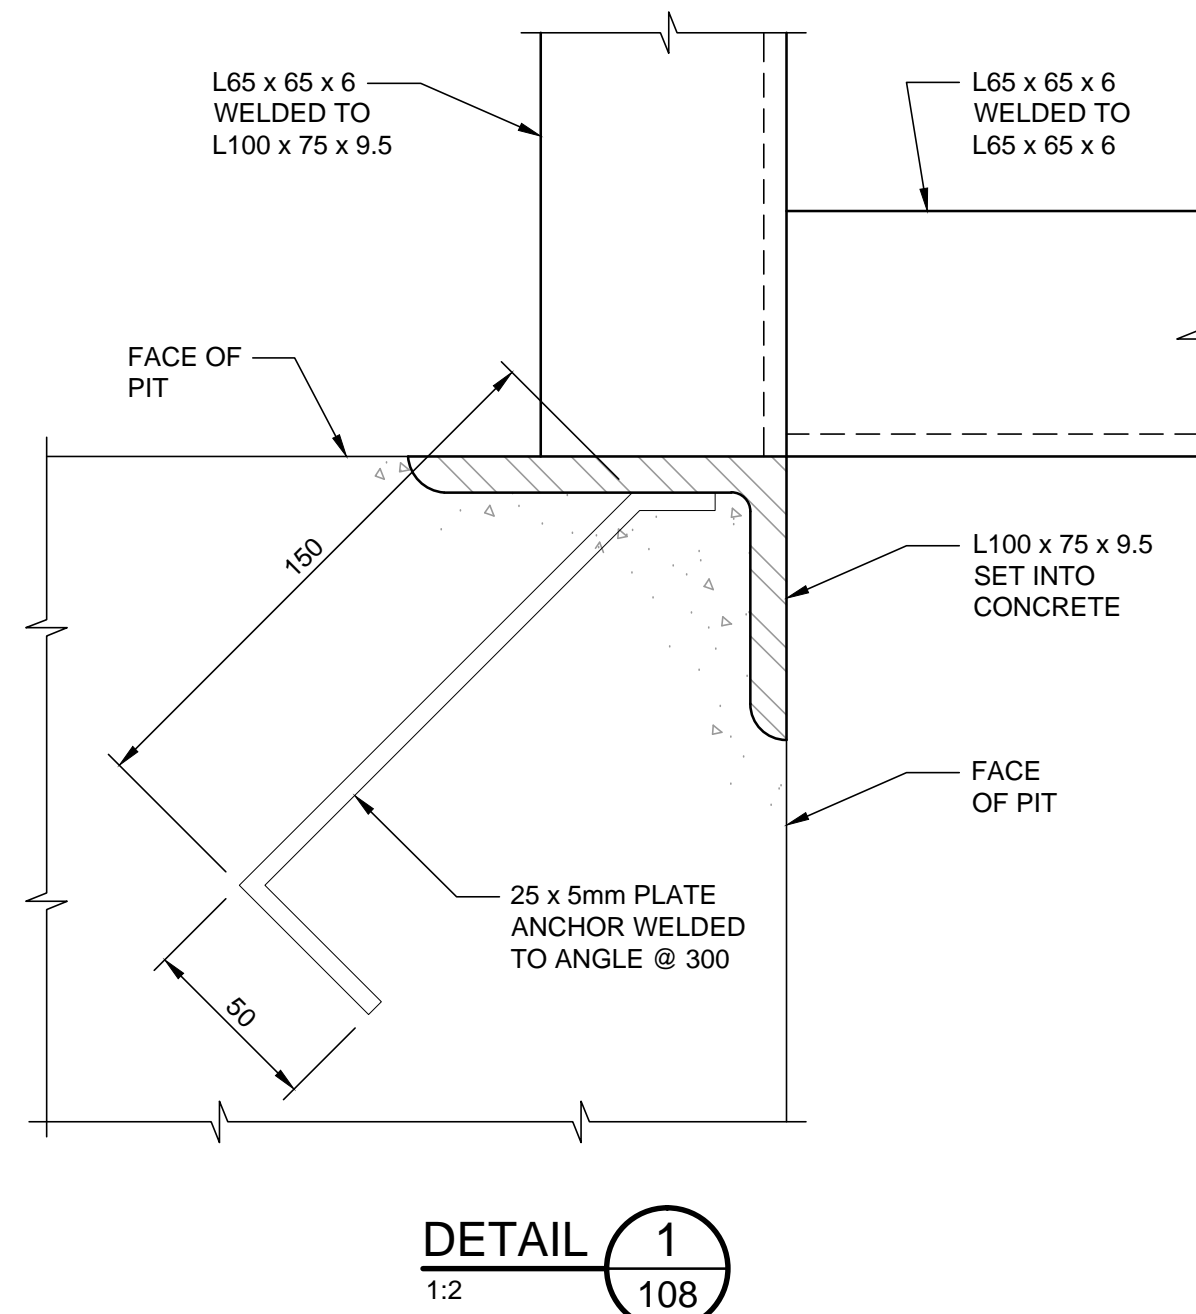 L65 x 65 x 6
WELDED TO
L100 x 75 x 9.5
L65 x 65 x 6
WELDED TO
L65 x 65 x 6
FACE OF
PIT
150
L100 x 75 x 9.5
SET INTO
CONCRETE
FACE
OF PIT
25 x 5mm PLATE
ANCHOR WELDED
TO ANGLE @ 300
50
DETAIL
1:2
1
108